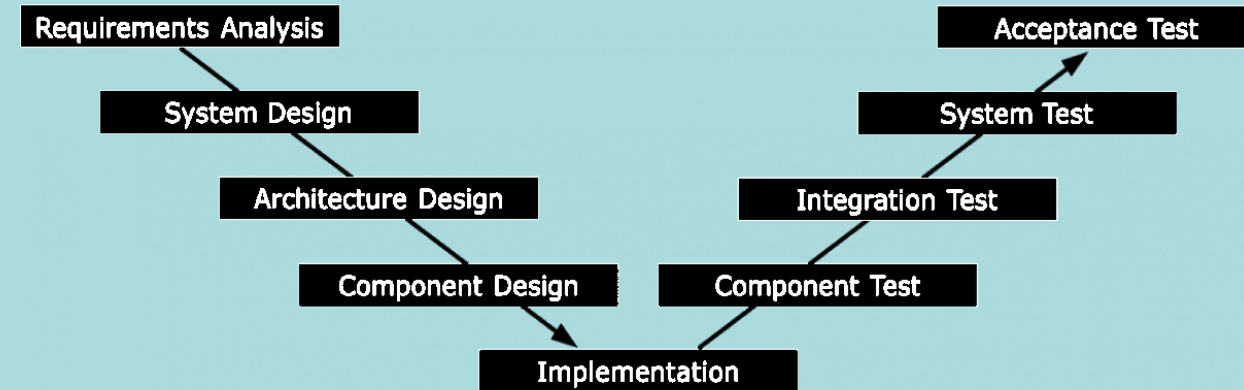 Requirements Analysis
Acceptance Test
System Design
System Test
Architecture Design
Integration Test
Component Design
Component Test
Implementation